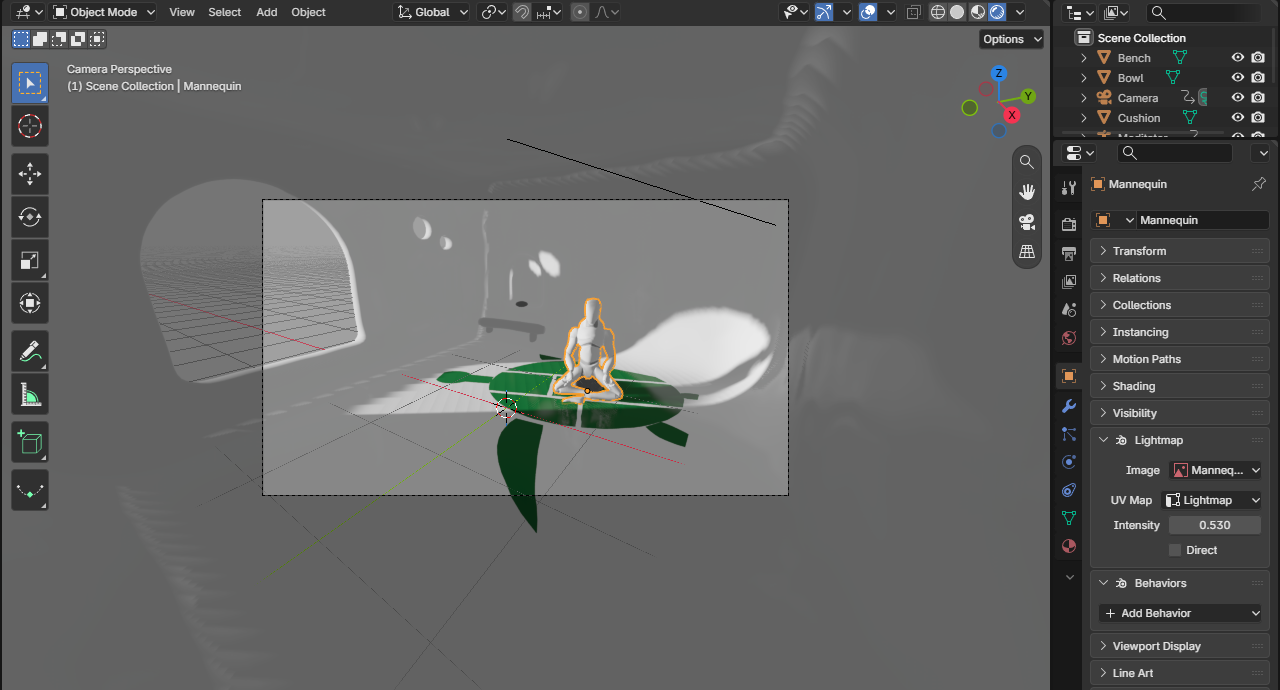 Object Mode View Select Add Object Global
Options
Camera Perspective
(1) Scene Collection | Mannequin
Z
Y
X
Scene Collection
Bench
Bowl
Camera
Cushion
Meditator
Mannequin
Mannequin
Transform
Relations
Collections
Instancing
Motion Paths
Shading
Visibility
Lightmap
Image Manneq...
UV Map Lightmap
Intensity 0.530
Direct
Behaviors
+ Add Behavior
Viewport Display
Line Art